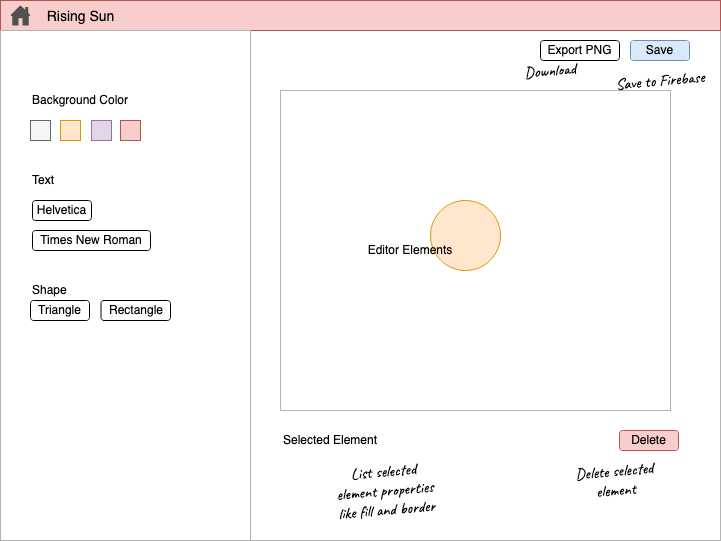 Rising Sun
Export PNG
Save
Download
Save to Firebase
Background Color
Text
Helvetica
Times New Roman
Shape
Triangle
Rectangle
Editor Elements
Selected Element
Delete
List selected
element properties
like fill and border
Delete selected
element